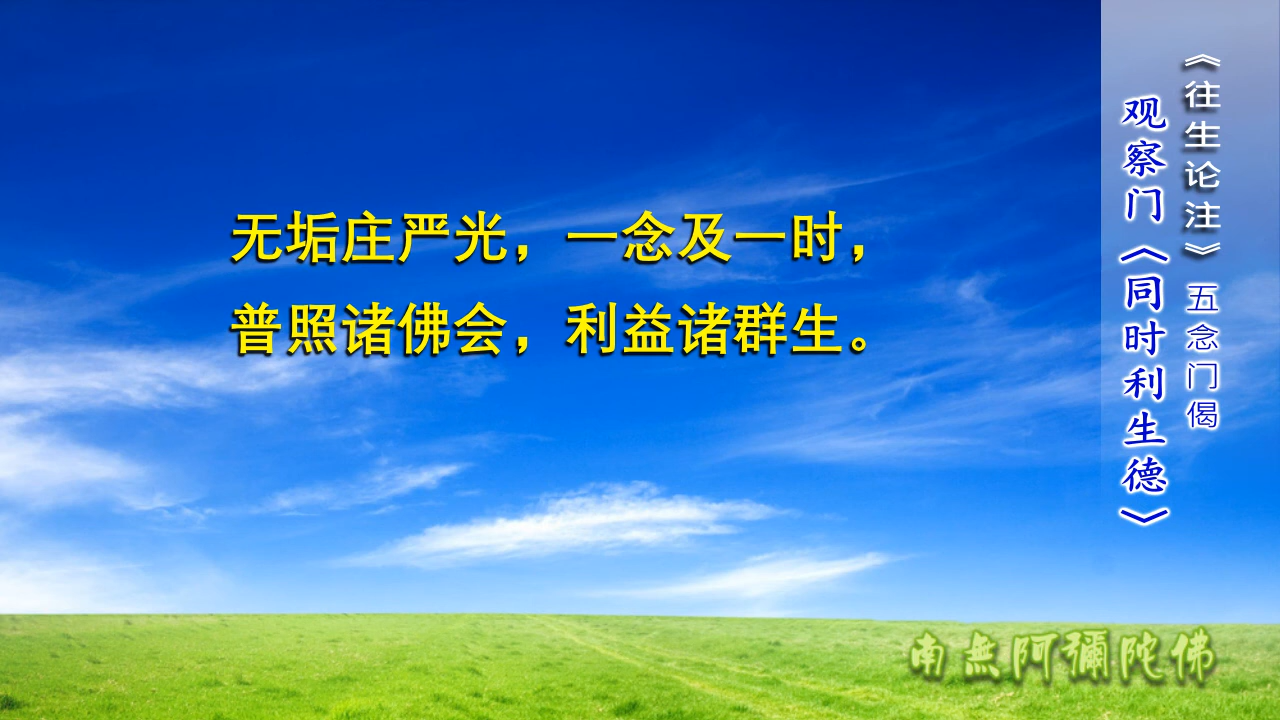 《往生论注》五念门偈
观察门《同时利生德》
无垢庄严光，一念及一时，
普照诸佛会，利益诸群生。
南無阿彌陀佛